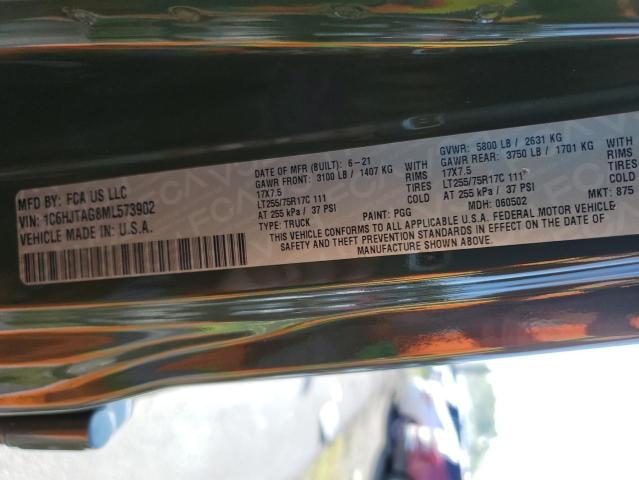 MFD BY: FCA US LLC
VIN: 1C6HJTAG8ML573902
VEHICLE MADE IN: U.S.A.
DATE OF MFR (BUILT): 6-21
GAWR FRONT: 3100 LB / 1407 KG WITH
17X7.5 RIMS
LT255/75R17C 111 TIRES
AT 255 kPa / 37 PSI COLD
TYPE: TRUCK PAINT: PGG
GVWR: 5800 LB / 2631 KG
GAWR REAR: 3750 LB / 1701 KG WITH
17X7.5 RIMS
LT255/75R17C 111 TIRES
AT 255 kPa / 37 PSI COLD
MDH: 060502 MKT: 875
THIS VEHICLE CONFORMS TO ALL APPLICABLE U.S.A. FEDERAL MOTOR VEHICLE
SAFETY AND THEFT PREVENTION STANDARDS IN EFFECT ON THE DATE OF
MANUFACTURE SHOWN ABOVE.